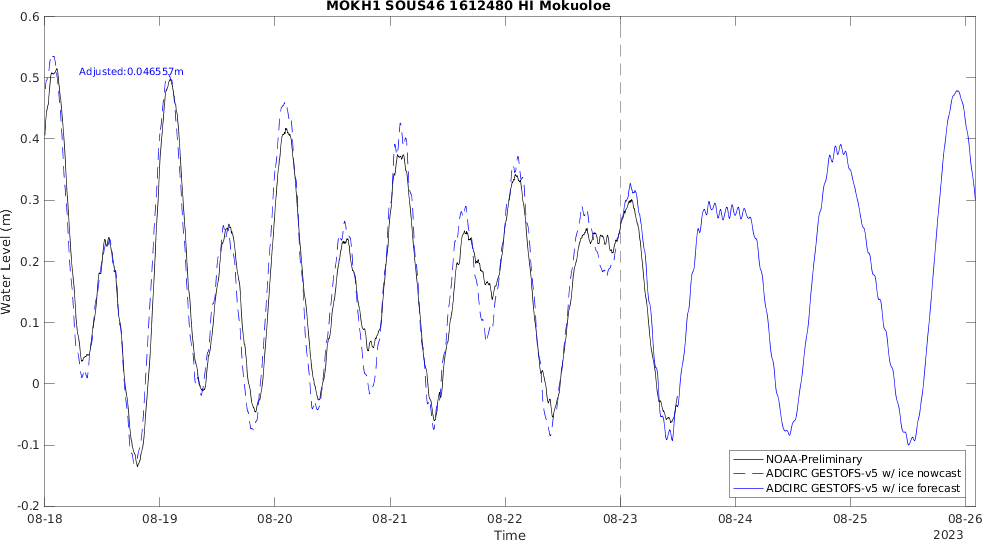 MOKH1 SOUS46 1612480 HI Mokuoloe
Adjusted:0.046557m
Water Level (m)
0.6
0.5
0.4
0.3
0.2
0.1
0
-0.1
-0.2
NOAA-Preliminary
ADCIRC GESTOFS-v5 w/ ice nowcast
ADCIRC GESTOFS-v5 w/ ice forecast
08-18 08-19 08-20 08-21 08-22 08-23 08-24 08-25 08-26
Time
2023